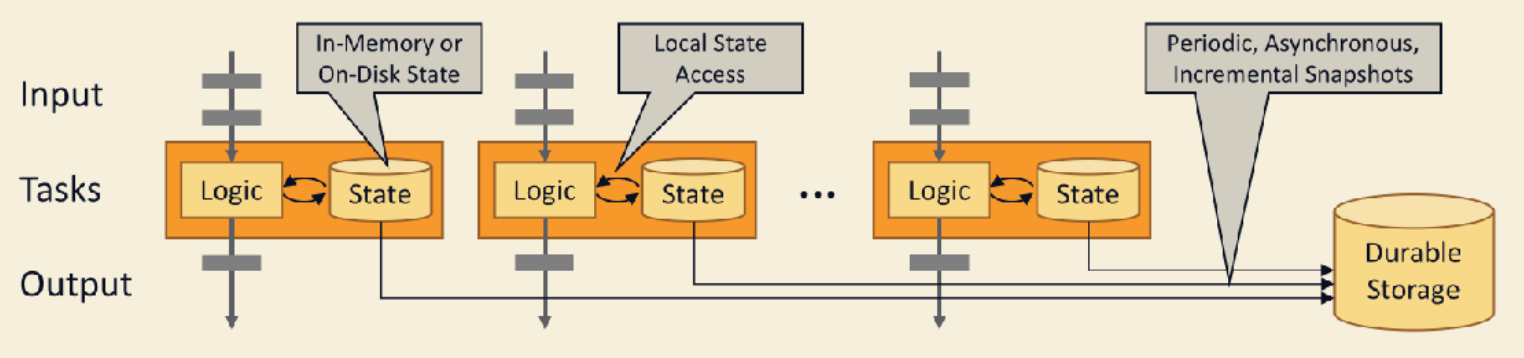 In-Memory or
On-Disk State
Local State
Access
Periodic, Asynchronous,
Incremental Snapshots
Input
Tasks
Logic
State
Logic
State
...
Logic
State
Output
Durable
Storage